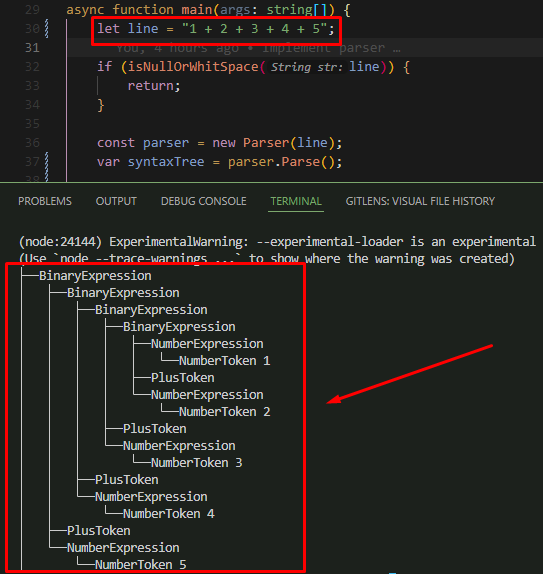 29 async function main(args: string[]) {
30 let line = "1 + 2 + 3 + 4 + 5";
31 You, 4 hours ago • implement parser …
32 if (isNullOrWhitSpace(String str: line)) {
33 return;
34 }
35
36 const parser = new Parser(line);
37 var syntaxTree = parser.Parse();
38
PROBLEMS OUTPUT DEBUG CONSOLE TERMINAL GITLENS: VISUAL FILE HISTORY
(node:24144) ExperimentalWarning: --experimental-loader is an experimental
(Use `node --trace-warnings ...` to show where the warning was created)
├──BinaryExpression
│ ├──BinaryExpression
│ │ ├──BinaryExpression
│ │ │ ├──BinaryExpression
│ │ │ │ ├──NumberExpression
│ │ │ │ │ └──NumberToken 1
│ │ │ │ ├──PlusToken
│ │ │ │ └──NumberExpression
│ │ │ │   └──NumberToken 2
│ │ │ ├──PlusToken
│ │ │ └──NumberExpression
│ │ │   └──NumberToken 3
│ │ ├──PlusToken
│ │ └──NumberExpression
│ │   └──NumberToken 4
│ ├──PlusToken
│ └──NumberExpression
│   └──NumberToken 5